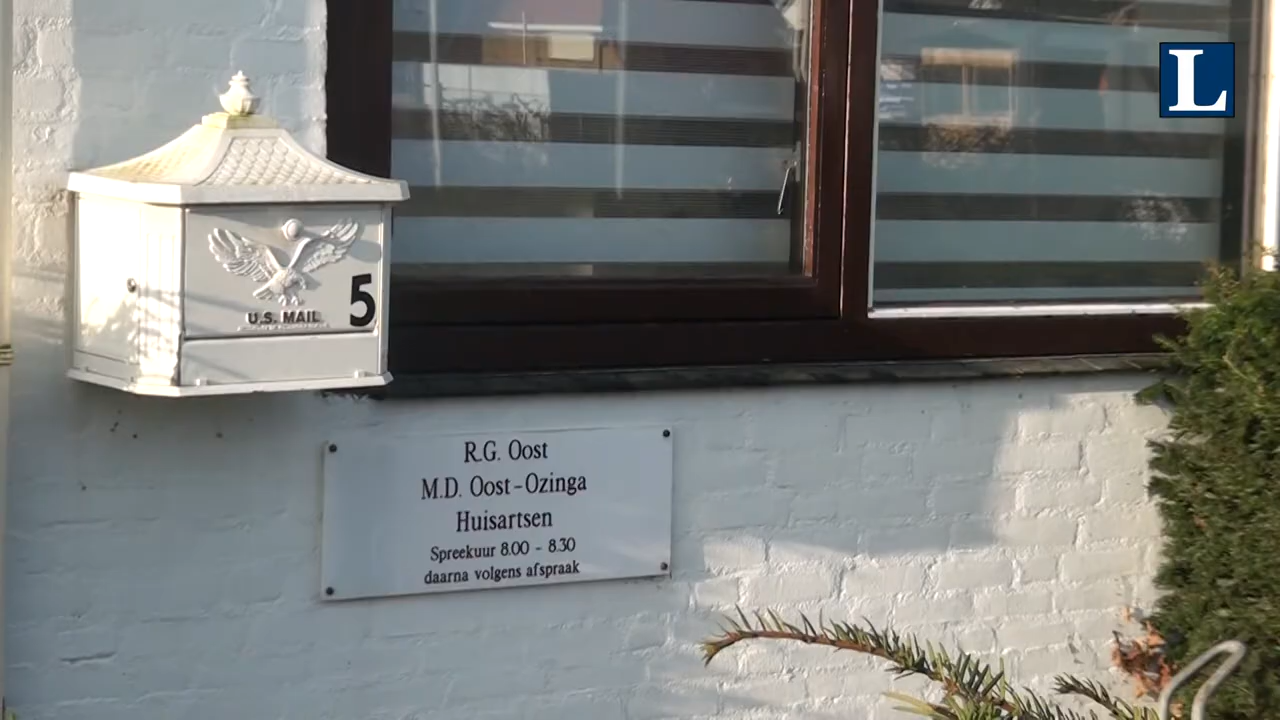 L
U.S. MAIL
5
R.G. Oost
M.D. Oost-Ozinga
Huisartsen
Spreekuur 8.00 - 8.30
daarna volgens afspraak